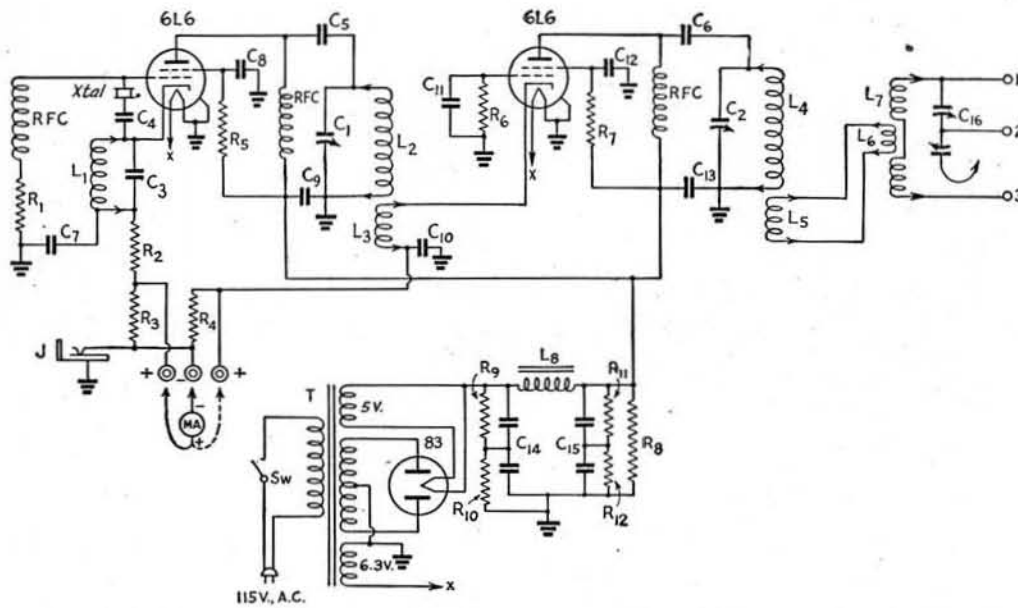 6L6
C5
6L6
C6
C8
C12
Xtal
RFC
C4
R5
RFC
C1
L2
C11
R6
R7
RFC
C2
L4
L7
C16
1
2
3
L6
L1
C3
X
C9
X
C13
L5
R1
C7
R2
L3
C10
R3
R4
J
+
-
+
MA
-
+
T
5V.
83
R9
L8
R11
C14
C15
R8
Sw
R10
R12
6.3V.
X
115V., A.C.